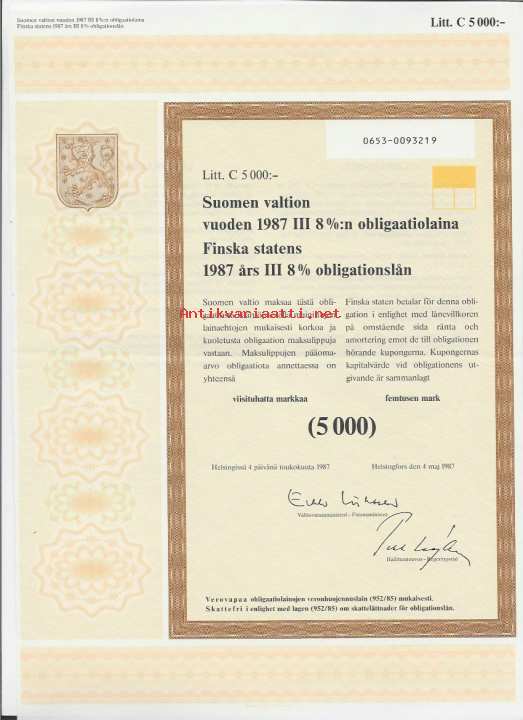 Suomen valtion vuoden 1987 III 8%:n obligaatiolaina
Finska statens 1987 års III 8% obligationslån
Litt. C 5 000:-
0653-0093219
Litt. C 5 000:-
Suomen valtion
vuoden 1987 III 8%:n obligaatiolaina
Finska statens
1987 års III 8% obligationslån
Suomen valtio maksaa tästä obli-
lainaehtojen mukaisesti korkoa ja
kuoletusta obligaation maksulippuja
vastaan. Maksulippujen pääoma-
arvo obligaatiota annettaessa on
yhteensä
Finska staten betalar för denna obli-
gation i enlighet med lånevillkoren
på omstående sida ränta och
amortering emot de till obligationen
hörande kupongerna. Kupongernas
kapitalvärde vid obligationens ut-
givande är sammanlagt
Antikvariaatti.net
viisituhatta markkaa
femtusen mark
(5 000)
Helsingissä 4 päivänä toukokuuta 1987
Helsingfors den 4 maj 1987
Valtiovarainministeri - Finansminister
Hallitusneuvos - Regeringsråd
Verovapaa obligaatiolainojen veronhuojennuslain (952/85) mukaisesti.
Skattefri i enlighet med lagen (952/85) om skattelättnader för obligationslån.